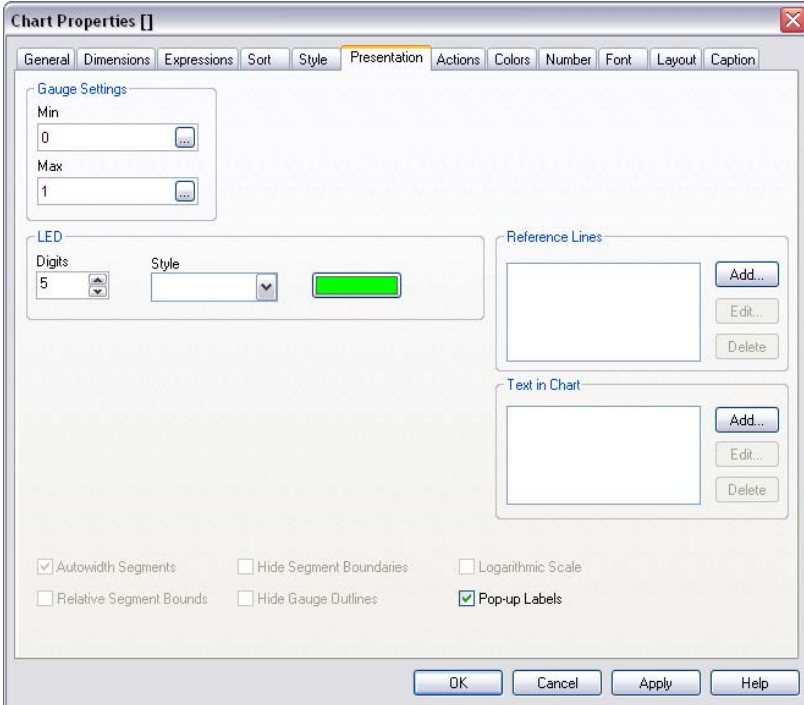 Chart Properties []
General Dimensions Expressions Sort Style Presentation Actions Colors Number Font Layout Caption
Gauge Settings
Min
0 ...
Max
1 ...
LED
Digits Style
5
Reference Lines
Add...
Edit...
Delete
Text in Chart
Add...
Edit...
Delete
Autowidth Segments Hide Segment Boundaries Logarithmic Scale
Relative Segment Bounds Hide Gauge Outlines Pop-up Labels
OK Cancel Apply Help